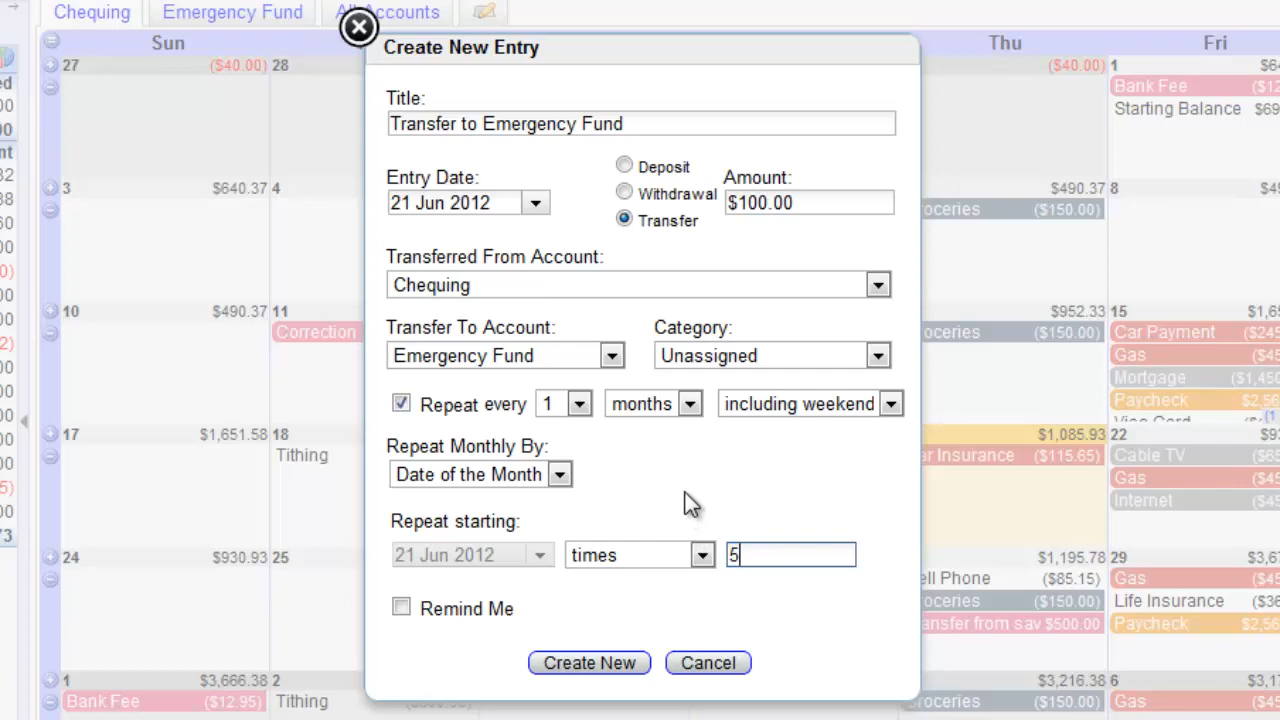 Chequing Emergency Fund All Accounts
Sun Thu Fri
Create New Entry
27 ($40.00) 28 ($40.00) 1
Bank Fee
Title:
Starting Balance
Transfer to Emergency Fund
Deposit
Entry Date: Amount:
3 $640.37 4 $490.37 8
Withdrawal
21 Jun 2012 $100.00
($150.00)
Transfer
Transferred From Account:
Chequing
10 $490.37 11 $952.33 15
Transfer To Account: Category:
Correction ($150.00) Car Payment
Emergency Fund Unassigned
Gas
Mortgage
Repeat every 1 months including weekend
Paycheck
Visa Card
17 $1,651.58 18 $1,085.93 22
Repeat Monthly By:
Tithing Insurance ($115.65) Cable TV
Date of the Month
Gas
Internet
Repeat starting:
24 $930.93 25 $1,195.78 29
21 Jun 2012 times 5
Phone ($85.15) Gas
($150.00) Life Insurance
Remind Me
from sav $500.00 Paycheck
Create New Cancel
1 $3,666.38 2 $3,216.38 6
Bank Fee ($12.95) Tithing ($150.00) Gas